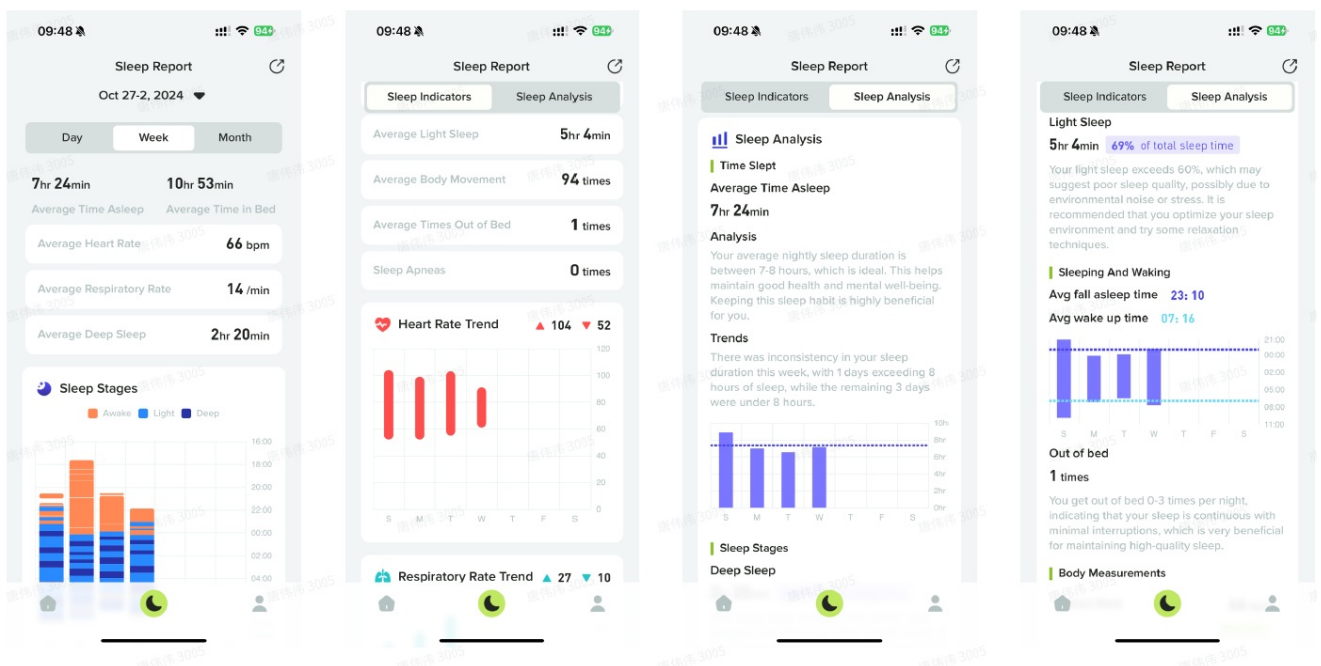 09:48
94
Sleep Report
Oct 27-2, 2024
Day Week Month
7hr 24min 10hr 53min
Average Time Asleep Average Time in Bed
Average Heart Rate 66 bpm
Average Respiratory Rate 14 /min
Average Deep Sleep 2hr 20min
Sleep Stages
Awake Light Deep
16:00
18:00
20:00
22:00
00:00
02:00
04:00
09:48
94
Sleep Report
Sleep Indicators Sleep Analysis
Average Light Sleep 5hr 4min
Average Body Movement 94 times
Average Times Out of Bed 1 times
Sleep Apneas 0 times
Heart Rate Trend ▲ 104 ▼ 52
120
100
80
60
40
20
0
S M T W T F S
Respiratory Rate Trend ▲ 27 ▼ 10
09:48
94
Sleep Report
Sleep Indicators Sleep Analysis
Sleep Analysis
Time Slept
Average Time Asleep
7hr 24min
Analysis
Your average nightly sleep duration is
between 7-8 hours, which is ideal. This helps
maintain good health and mental well-being.
Keeping this sleep habit is highly beneficial
for you.
Trends
There was inconsistency in your sleep
duration this week, with 1 days exceeding 8
hours of sleep, while the remaining 3 days
were under 8 hours.
10h
8hr
6hr
4hr
2hr
0hr
S M T W T F S
Sleep Stages
Deep Sleep
09:48
94
Sleep Report
Sleep Indicators Sleep Analysis
Light Sleep
5hr 4min 69% of total sleep time
Your light sleep exceeds 60%, which may
suggest poor sleep quality, possibly due to
environmental noise or stress. It is
recommended that you optimize your sleep
environment and try some relaxation
techniques.
Sleeping And Waking
Avg fall asleep time 23: 10
Avg wake up time 07: 16
21:00
00:00
02:00
05:00
08:00
11:00
S M T W T F S
Out of bed
1 times
You get out of bed 0-3 times per night,
indicating that your sleep is continuous with
minimal interruptions, which is very beneficial
for maintaining high-quality sleep.
Body Measurements
唐伟伟 3005